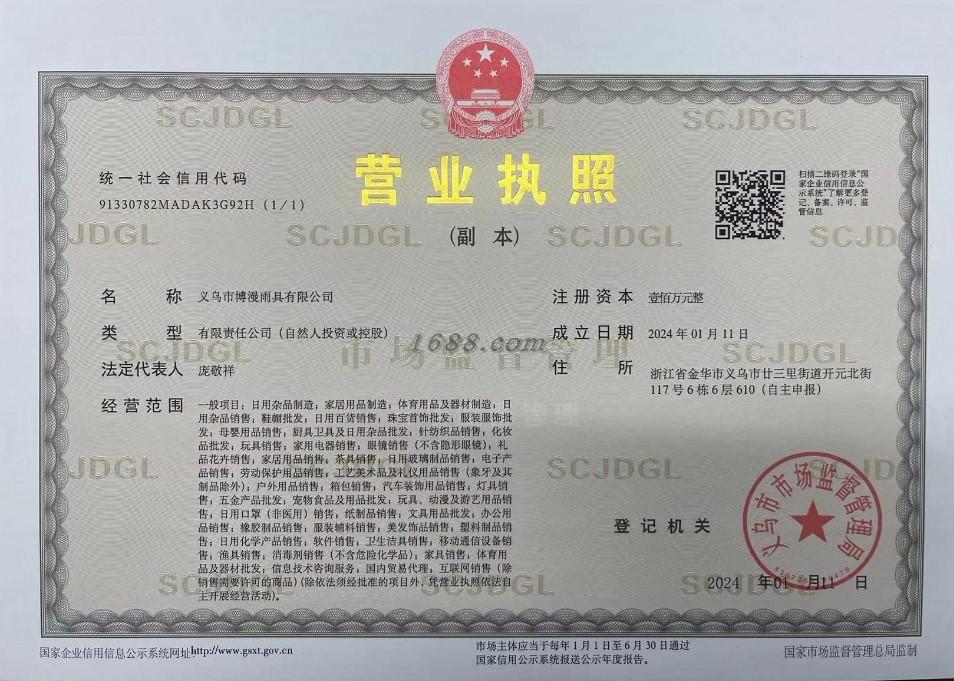 营业执照
(副 本)
统一社会信用代码
91330782MADAK3G92H (1/1)
扫描二维码登录"国
家企业信用信息公
示系统"了解更多登
记、备案、许可、监
管信息
名 称 义乌市博漫雨具有限公司
类 型 有限责任公司（自然人投资或控股）
法定代表人 庞敬祥
经营范围 一般项目：日用杂品制造；家居用品制造；体育用品及器材制造；日
用杂品销售；鞋帽批发；日用百货销售；珠宝首饰批发；服装服饰批
发；母婴用品销售；厨具卫具及日用杂品批发；针纺织品销售；化妆
品批发；玩具销售；家用电器销售；眼镜销售（不含隐形眼镜）；礼
品花卉销售；家居用品销售；茶具销售；日用玻璃制品销售；电子产
品销售；劳动保护用品销售；工艺美术品及礼仪用品销售（象牙及其
制品除外）；户外用品销售；箱包销售；汽车装饰用品销售；灯具销
售；五金产品批发；宠物食品及用品批发；玩具、动漫及游艺用品销
售；日用口罩（非医用）销售；纸制品销售；文具用品批发；办公用
品销售；橡胶制品销售；服装辅料销售；美发饰品销售；塑料制品销
售；日用化学产品销售；软件销售；卫生洁具销售；移动通信设备销
售；渔具销售；消毒剂销售（不含危险化学品）；家具销售；体育用
品及器材批发；信息技术咨询服务；国内贸易代理；互联网销售（除
销售需要许可的商品）(除依法须经批准的项目外，凭营业执照依法自
主开展经营活动)。
注册资本 壹佰万元整
成立日期 2024年01月11日
住 所 浙江省金华市义乌市廿三里街道开元北街
117号6栋6层610（自主申报）
1688.com
市场监督管理
SCJDGL
登记机关
义乌市市场监督管理局
2024 年01 月11 日
国家企业信用信息公示系统网址http://www.gsxt.gov.cn
市场主体应当于每年1月1日至6月30日通过
国家信用公示系统报送公示年度报告。
国家市场监督管理总局监制